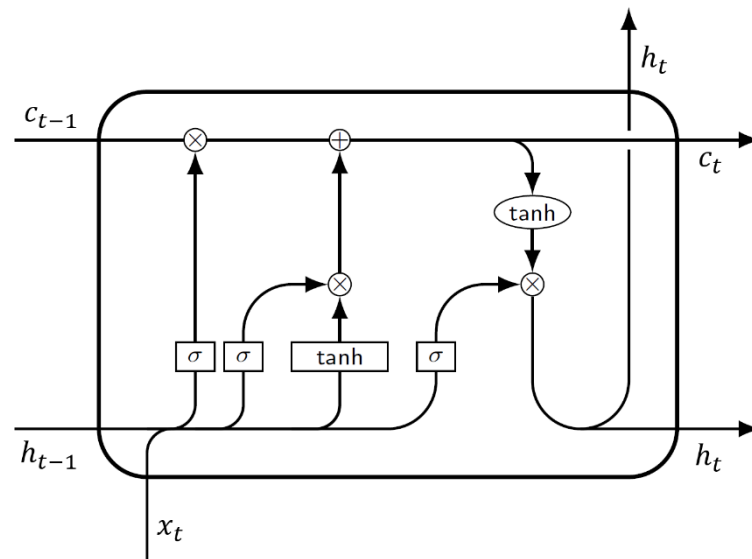 h_t
c_{t-1}
×
+
c_t
tanh
×
×
σ
σ
tanh
σ
h_{t-1}
h_t
x_t